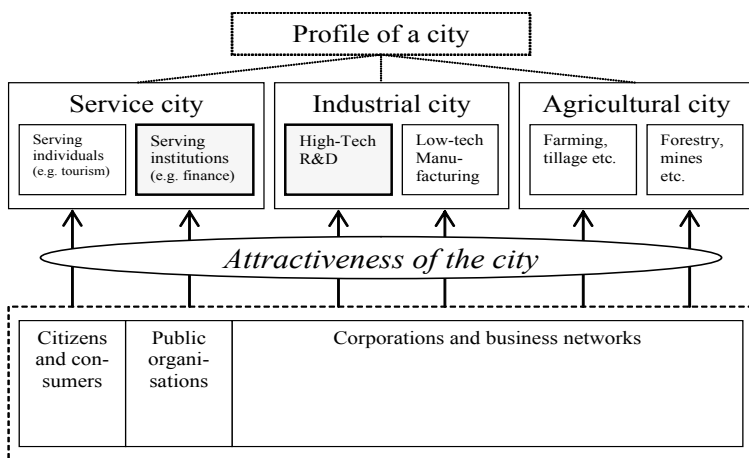 Profile of a city
Service city
Serving
individuals
(e.g. tourism)
Serving
institutions
(e.g. finance)
Industrial city
High-Tech
R&D
Low-tech
Manu-
facturing
Agricultural city
Farming,
tillage etc.
Forestry,
mines
etc.
Attractiveness of the city
Citizens
and con-
sumers
Public
organi-
sations
Corporations and business networks